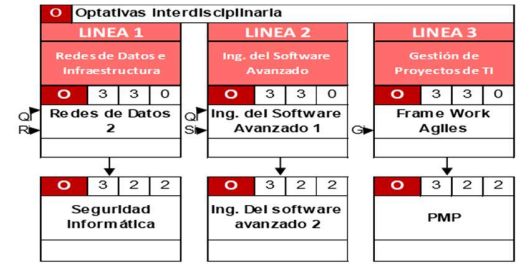 O Optativas Interdisciplinaria
LINEA 1
Redes de Datos e
Infraestructura
O 3 3 0
Q
R
Redes de Datos
2
O 3 2 2
Seguridad
Informática
LINEA 2
Ing. del Software
Avanzado
O 3 3 0
Q
S
Ing. del Software
Avanzado 1
O 3 2 2
Ing. Del software
avanzado 2
LINEA 3
Gestión de
Proyectos de TI
O 3 3 0
G
Frame Work
Agiles
O 3 2 2
PMP